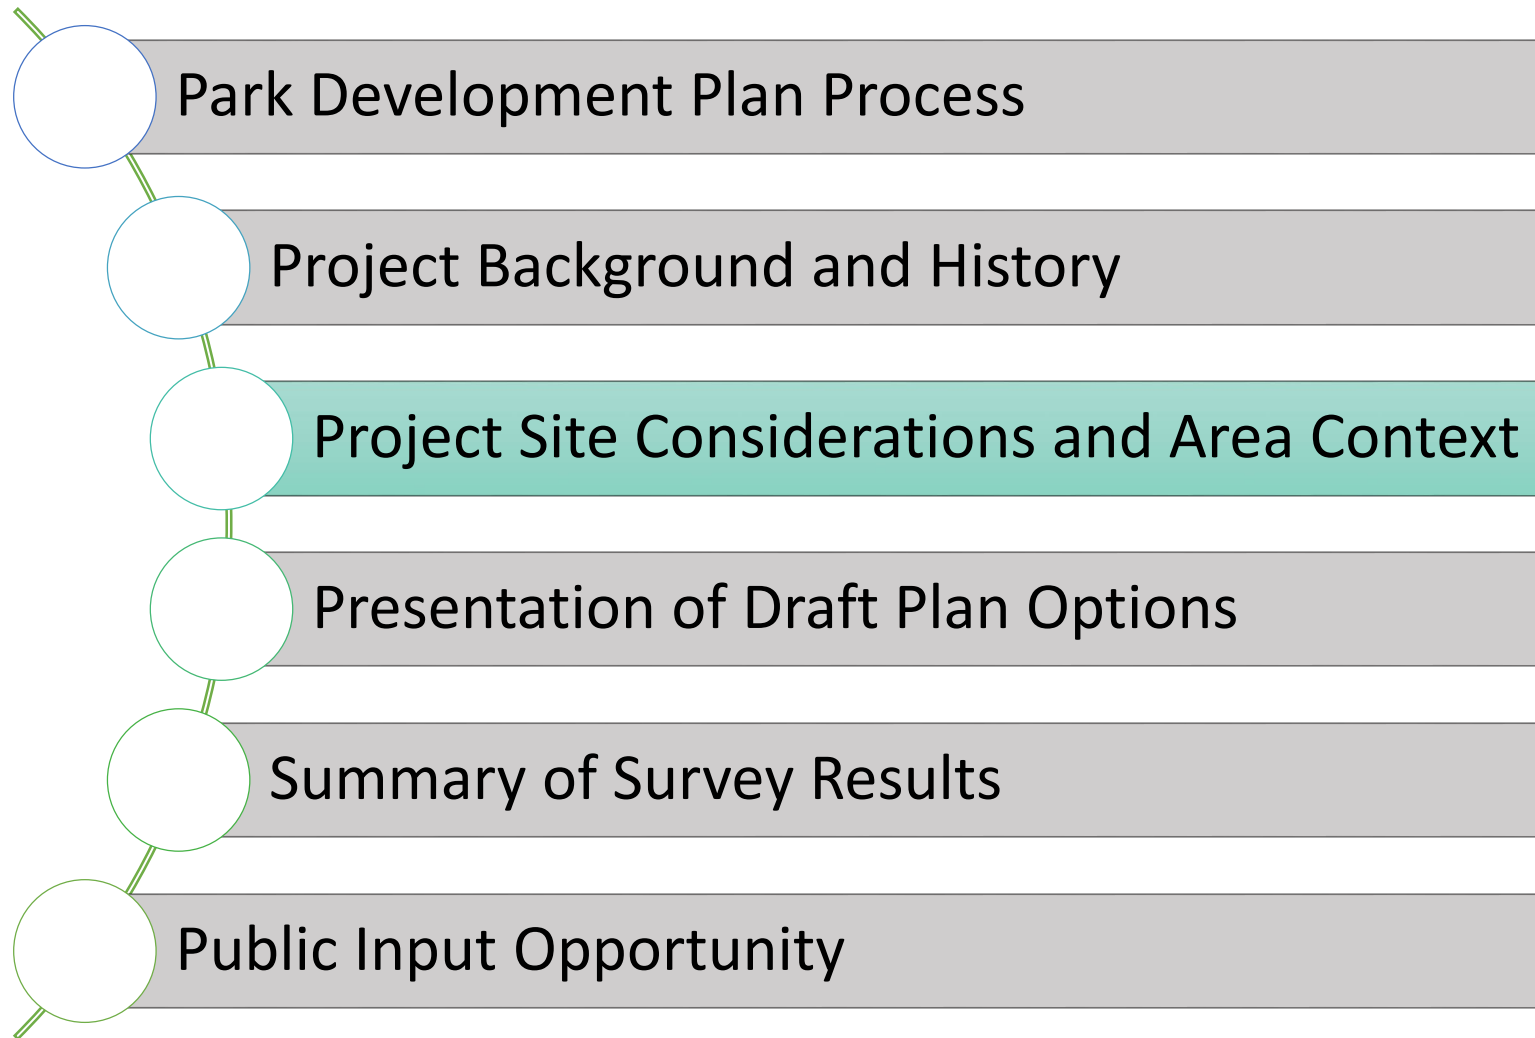 Park Development Plan Process
Project Background and History
Project Site Considerations and Area Context
Presentation of Draft Plan Options
Summary of Survey Results
Public Input Opportunity